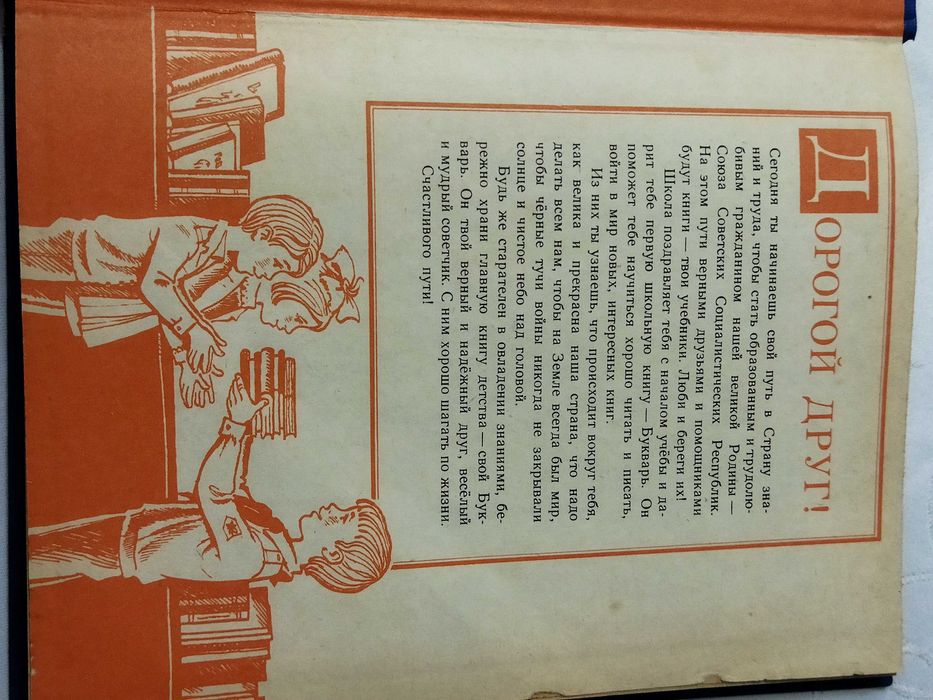 ДОРОГОЙ ДРУГ!
Сегодня ты начинаешь свой путь в Страну зна-
ний и труда, чтобы стать образованным и трудолю-
бивым гражданином нашей великой Родины —
Союза Советских Социалистических Республик.
На этом пути верными друзьями и помощниками
будут книги — твои учебники. Люби и береги их!
Школа поздравляет тебя с началом учёбы и да-
рит тебе первую школьную книгу — Букварь. Он
поможет тебе научиться хорошо читать и писать,
войти в мир новых, интересных книг.
Из них ты узнаешь, что происходит вокруг тебя,
как велика и прекрасна наша страна, что надо
делать всем нам, чтобы на Земле всегда был мир,
чтобы чёрные тучи войны никогда не закрывали
солнце и чистое небо над головой.
Будь же старателен в овладении знаниями, бе-
режно храни главную книгу детства — свой Бук-
варь. Он твой верный и надёжный друг, весёлый
и мудрый советчик. С ним хорошо шагать по жизни.
Счастливого пути!